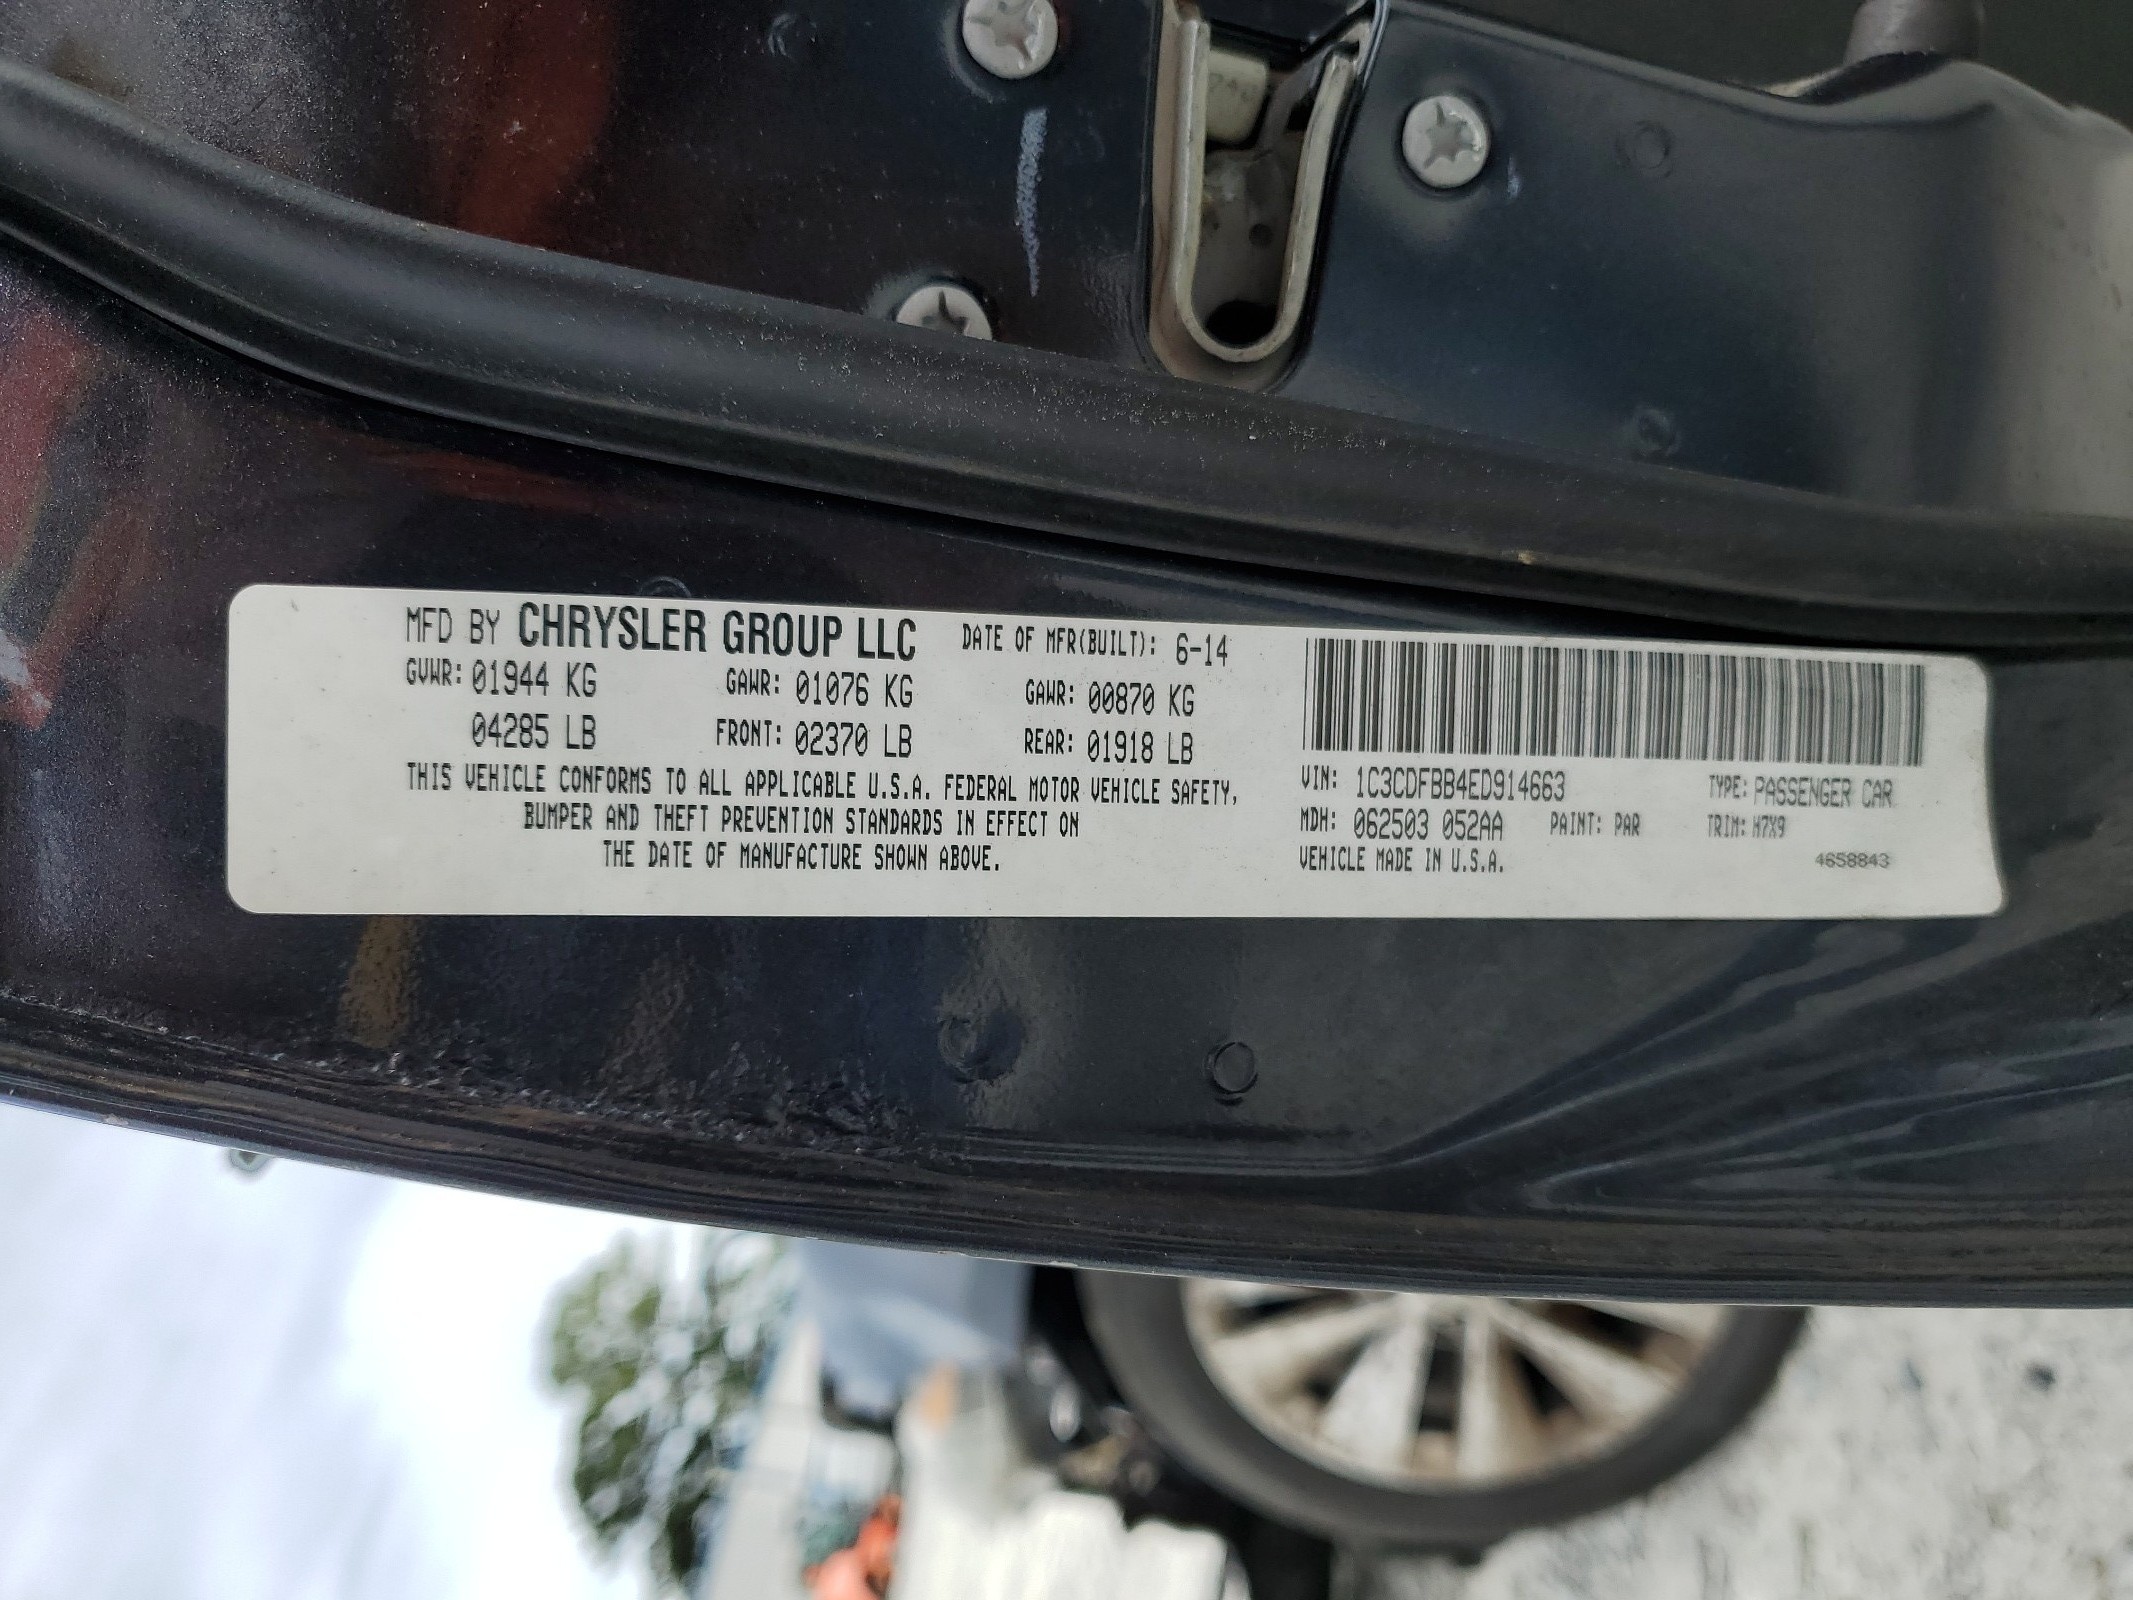 MFD BY CHRYSLER GROUP LLC DATE OF MFR(BUILT): 6-14
GVWR: 01944 KG GAWR: 01076 KG GAWR: 00870 KG
04285 LB FRONT: 02370 LB REAR: 01918 LB
THIS VEHICLE CONFORMS TO ALL APPLICABLE U.S.A. FEDERAL MOTOR VEHICLE SAFETY,
BUMPER AND THEFT PREVENTION STANDARDS IN EFFECT ON
THE DATE OF MANUFACTURE SHOWN ABOVE.
VIN: 1C3CDFBB4ED914663 TYPE: PASSENGER CAR
MDH: 062503 052AA PAINT: PAR TRIM: H7X9
VEHICLE MADE IN U.S.A. 4658843